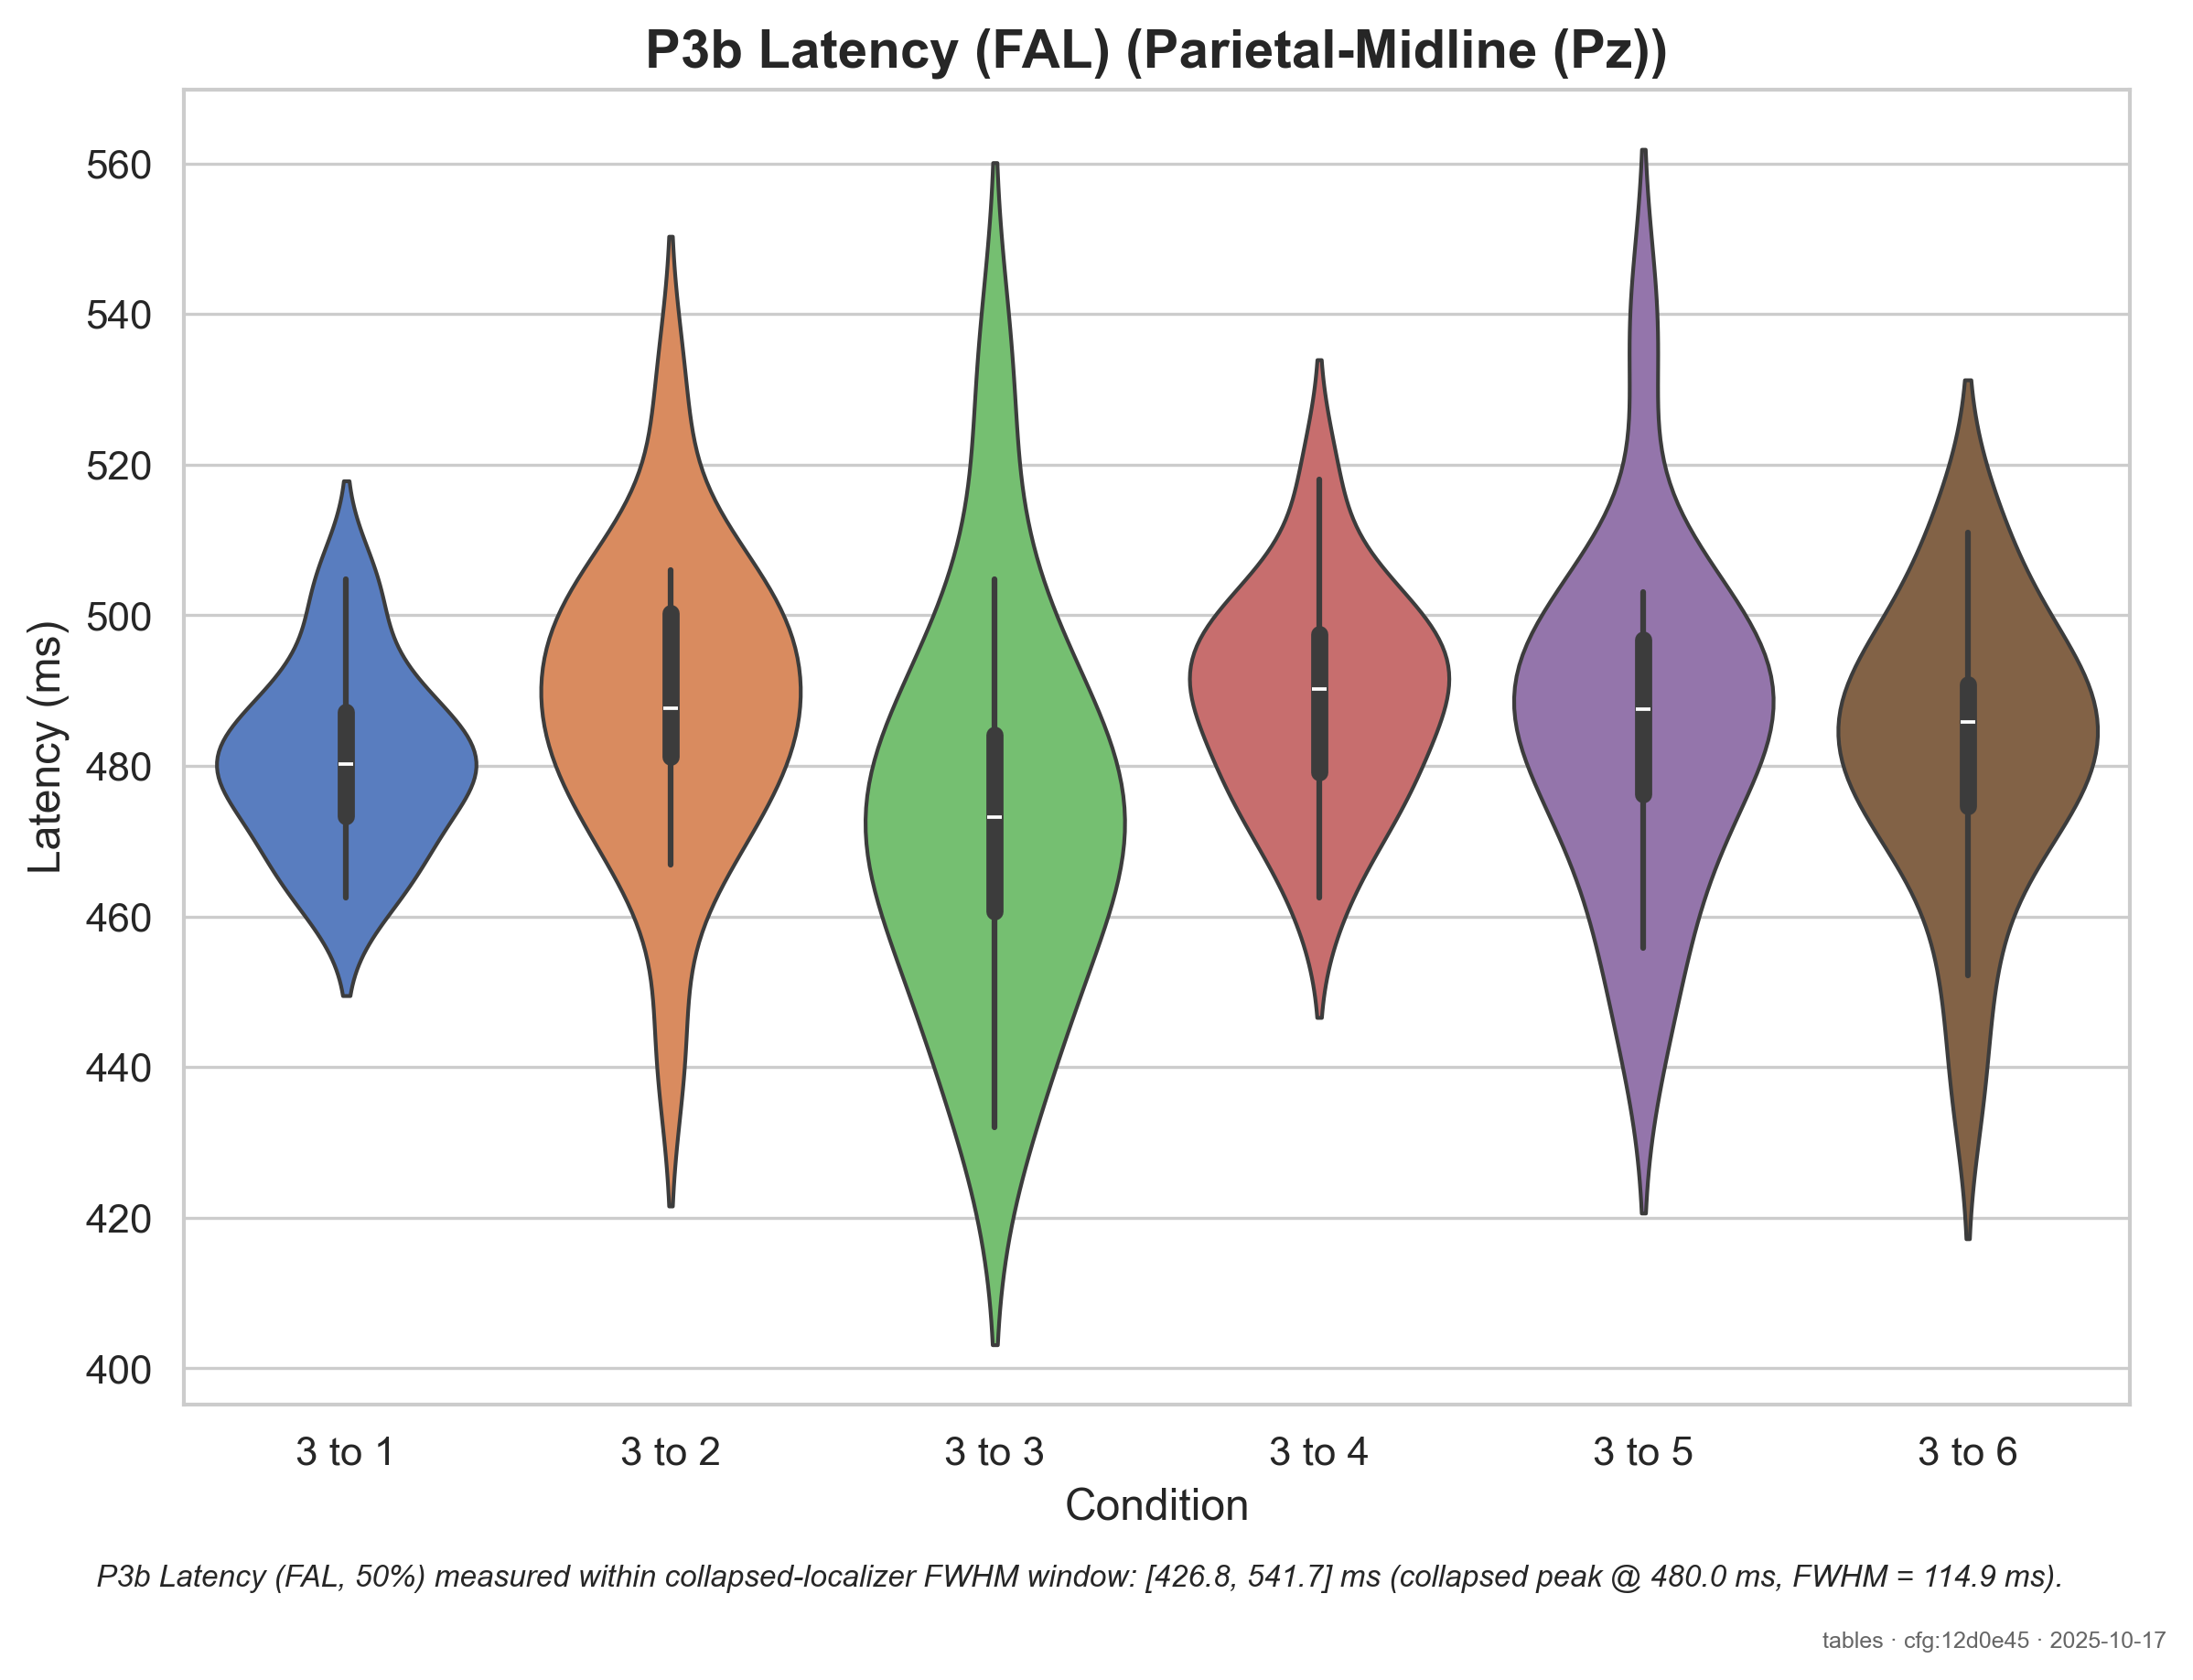 P3b Latency (FAL) (Parietal-Midline (Pz))
Latency (ms)
560
540
520
500
480
460
440
420
400
3 to 1
3 to 2
3 to 3
3 to 4
3 to 5
3 to 6
Condition
P3b Latency (FAL, 50%) measured within collapsed-localizer FWHM window: [426.8, 541.7] ms (collapsed peak @ 480.0 ms, FWHM = 114.9 ms).
tables · cfg:12d0e45 · 2025-10-17